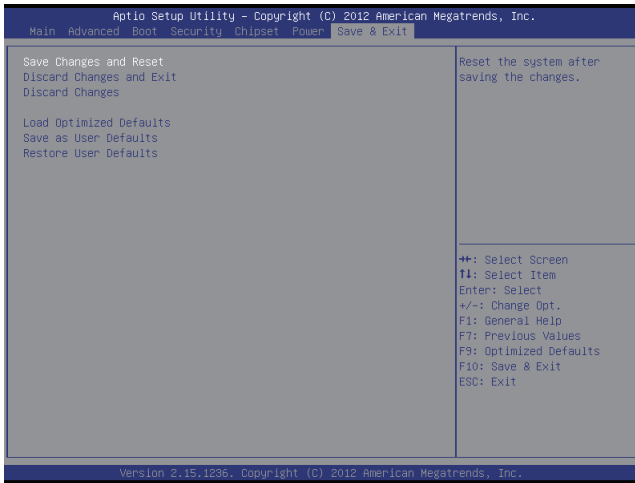 Aptio Setup Utility – Copyright (C) 2012 American Megatrends, Inc.
Main Advanced Boot Security Chipset Power Save & Exit
Save Changes and Reset
Discard Changes and Exit
Discard Changes
Load Optimized Defaults
Save as User Defaults
Restore User Defaults
Reset the system after
saving the changes.
→←: Select Screen
↑↓: Select Item
Enter: Select
+/-: Change Opt.
F1: General Help
F7: Previous Values
F9: Optimized Defaults
F10: Save & Exit
ESC: Exit
Version 2.15.1236. Copyright (C) 2012 American Megatrends, Inc.